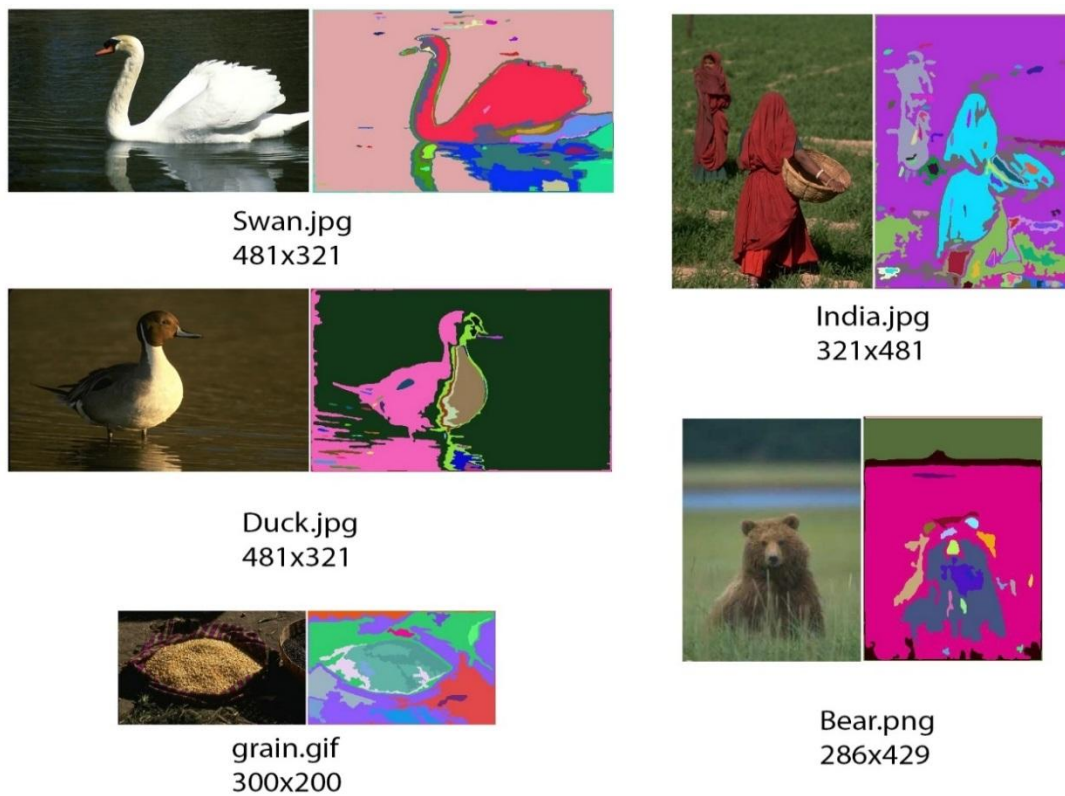 Swan.jpg
481x321
India.jpg
321x481
Duck.jpg
481x321
Bear.png
286x429
grain.gif
300x200